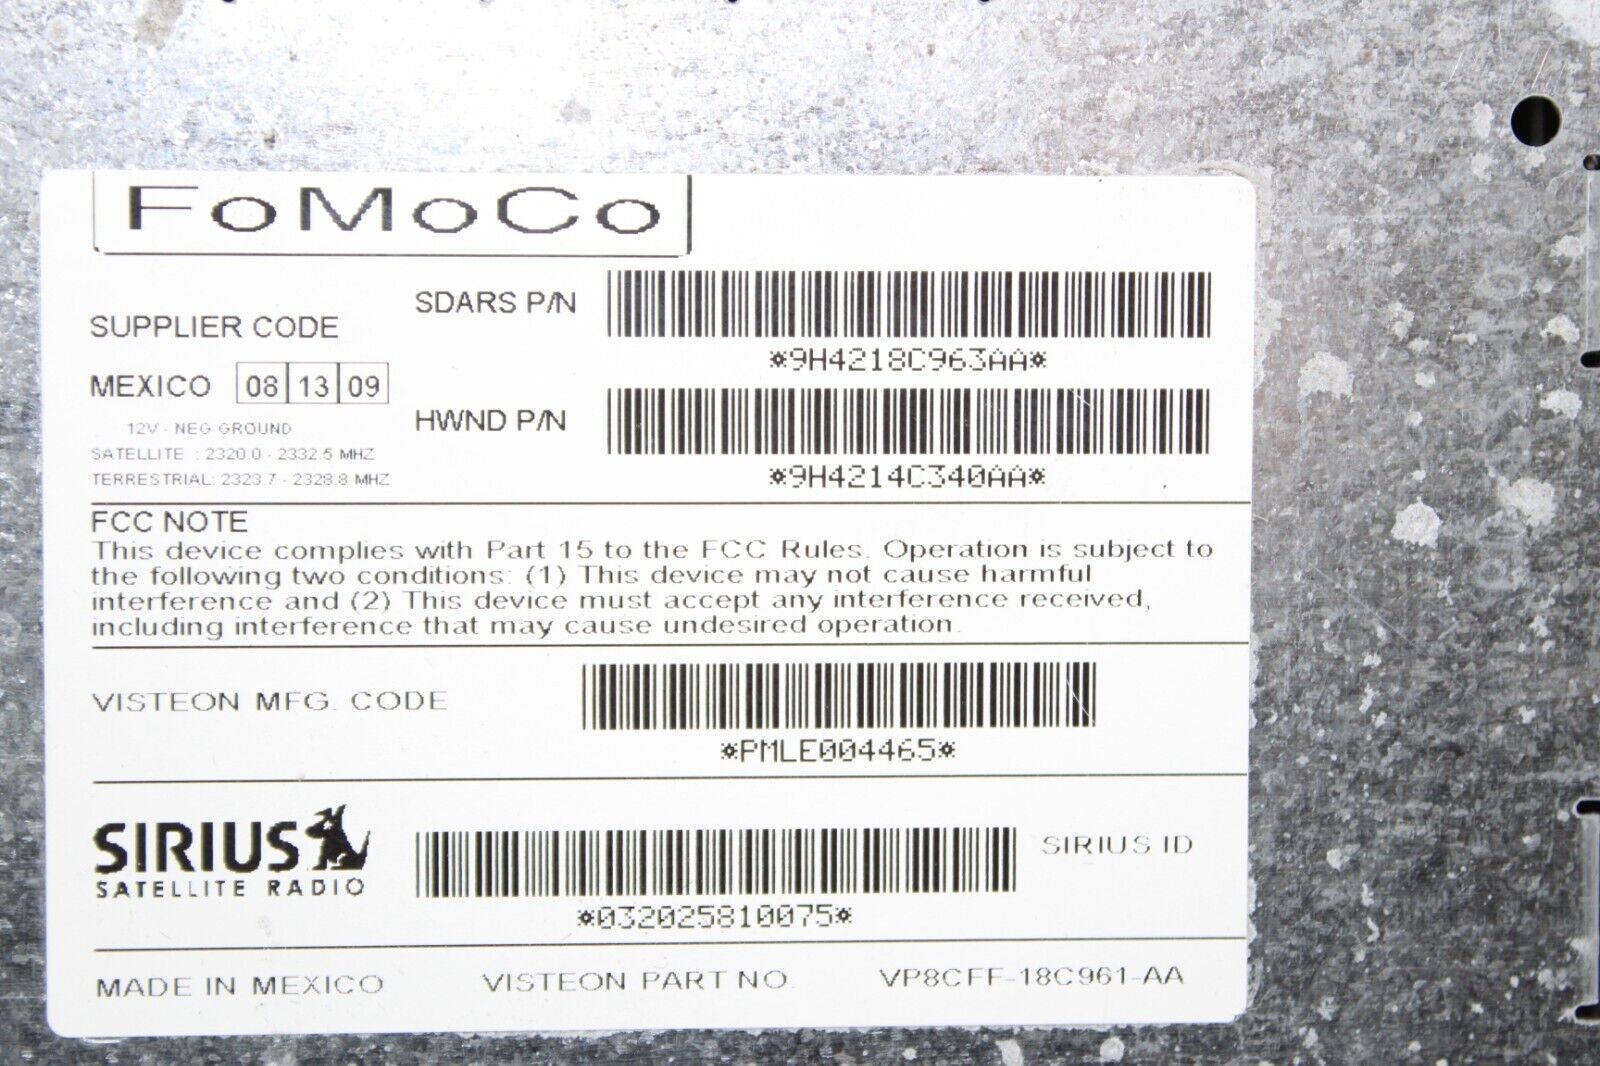 FoMoCo
SUPPLIER CODE
MEXICO 08 13 09
12V - NEG GROUND
SATELLITE : 2320.0 - 2332.5 MHZ
TERRESTRIAL: 2323.7 - 2328.8 MHZ
SDARS P/N
*9H4218C963AA*
HWND P/N
*9H4214C340AA*
FCC NOTE
This device complies with Part 15 to the FCC Rules. Operation is subject to
the following two conditions: (1) This device may not cause harmful
interference and (2) This device must accept any interference received,
including interference that may cause undesired operation.
VISTEON MFG. CODE
*PMLE004465*
SIRIUS
SATELLITE RADIO
*032025810075*
SIRIUS ID
MADE IN MEXICO VISTEON PART NO. VP8CFF-18C961-AA